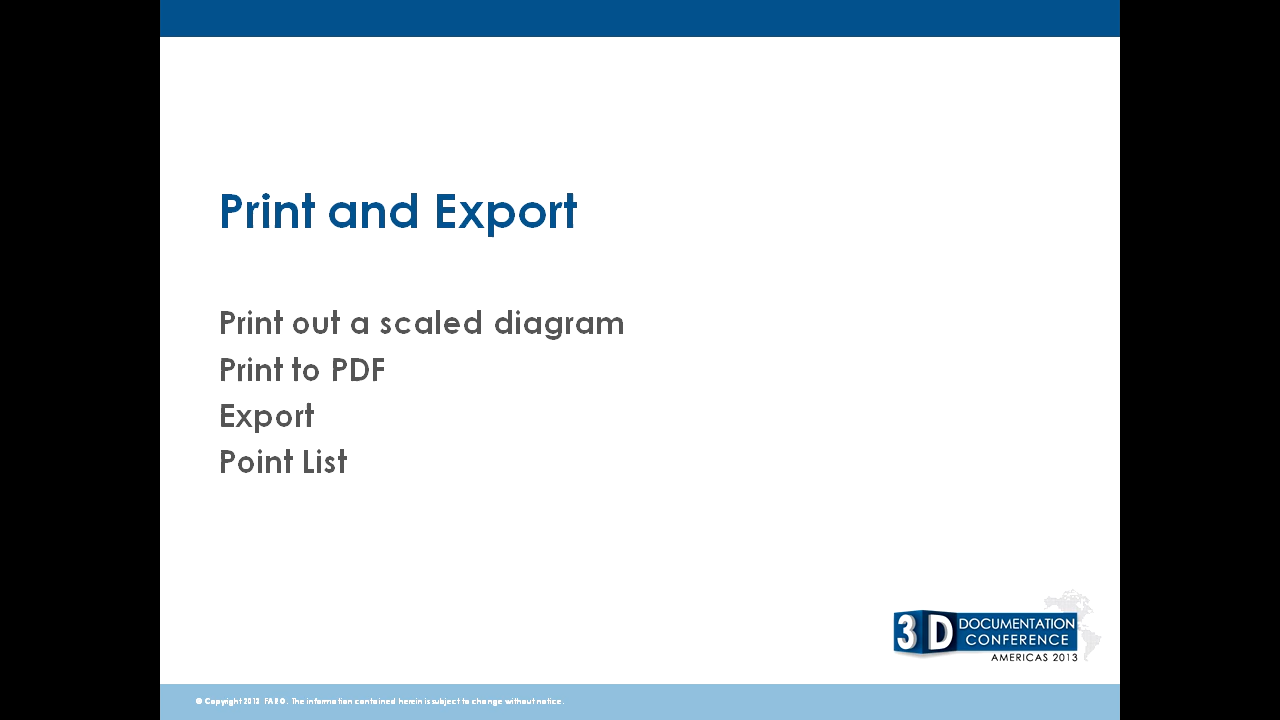 Print and Export
Print out a scaled diagram
Print to PDF
Export
Point List
3D DOCUMENTATION
CONFERENCE
AMERICAS 2013
© Copyright 2013 FARO. The information contained herein is subject to change without notice.